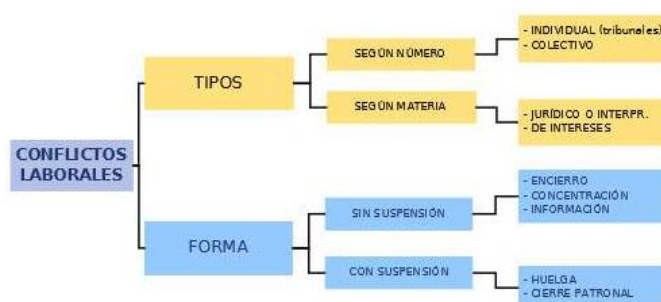 CONFLICTOS
LABORALES
TIPOS
SEGÚN NÚMERO
- INDIVIDUAL (tribunales)
- COLECTIVO
SEGÚN MATERIA
- JURÍDICO O INTERPR.
- DE INTERESES
FORMA
SIN SUSPENSIÓN
- ENCIERRO
- CONCENTRACIÓN
- INFORMACIÓN
CON SUSPENSIÓN
- HUELGA
- CIERRE PATRONAL